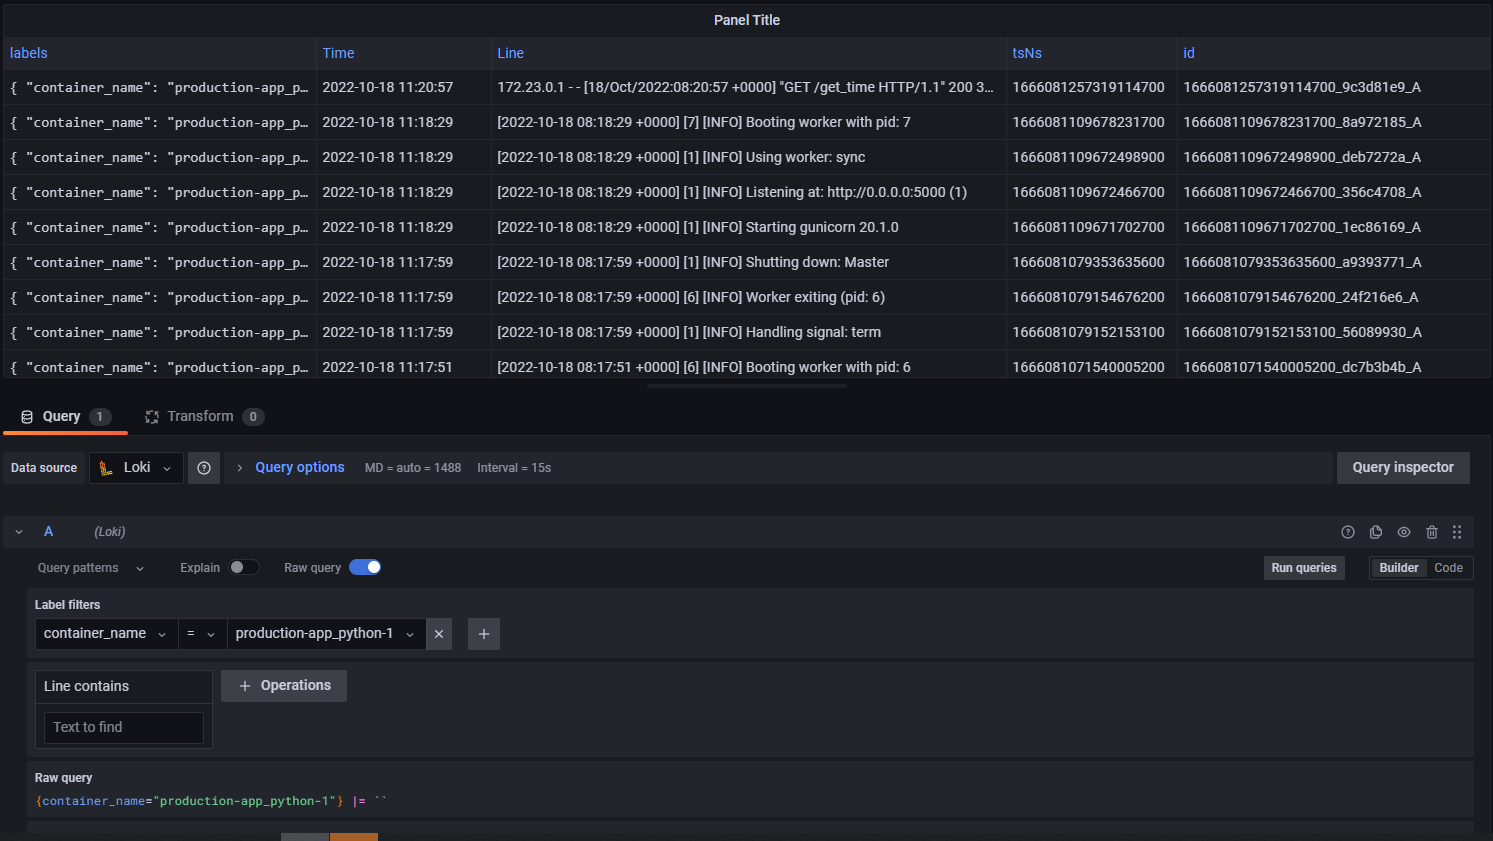 Panel Title
labels Time Line tsNs id
{ "container_name": "production-app_p… 2022-10-18 11:20:57 172.23.0.1 - - [18/Oct/2022:08:20:57 +0000] "GET /get_time HTTP/1.1" 200 3… 1666081257319114700 1666081257319114700_9c3d81e9_A
{ "container_name": "production-app_p… 2022-10-18 11:18:29 [2022-10-18 08:18:29 +0000] [7] [INFO] Booting worker with pid: 7 1666081109678231700 1666081109678231700_8a972185_A
{ "container_name": "production-app_p… 2022-10-18 11:18:29 [2022-10-18 08:18:29 +0000] [1] [INFO] Using worker: sync 1666081109672498900 1666081109672498900_deb7272a_A
{ "container_name": "production-app_p… 2022-10-18 11:18:29 [2022-10-18 08:18:29 +0000] [1] [INFO] Listening at: http://0.0.0.0:5000 (1) 1666081109672466700 1666081109672466700_356c4708_A
{ "container_name": "production-app_p… 2022-10-18 11:18:29 [2022-10-18 08:18:29 +0000] [1] [INFO] Starting gunicorn 20.1.0 1666081109671702700 1666081109671702700_1ec86169_A
{ "container_name": "production-app_p… 2022-10-18 11:17:59 [2022-10-18 08:17:59 +0000] [1] [INFO] Shutting down: Master 1666081079353635600 1666081079353635600_a9393771_A
{ "container_name": "production-app_p… 2022-10-18 11:17:59 [2022-10-18 08:17:59 +0000] [6] [INFO] Worker exiting (pid: 6) 1666081079154676200 1666081079154676200_24f216e6_A
{ "container_name": "production-app_p… 2022-10-18 11:17:59 [2022-10-18 08:17:59 +0000] [1] [INFO] Handling signal: term 1666081079152153100 1666081079152153100_56089930_A
{ "container_name": "production-app_p… 2022-10-18 11:17:51 [2022-10-18 08:17:51 +0000] [6] [INFO] Booting worker with pid: 6 1666081071540005200 1666081071540005200_dc7b3b4b_A
Query 1 Transform 0
Data source Loki Query options MD = auto = 1488 Interval = 15s Query inspector
A (Loki)
Query patterns Explain Raw query Run queries Builder Code
Label filters
container_name = production-app_python-1
Line contains + Operations
Text to find
Raw query
{container_name="production-app_python-1"} |= ``